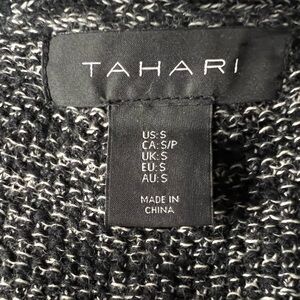 TAHARI
US:S
CA:S/P
UK:S
EU:S
AU:S
MADE IN
CHINA